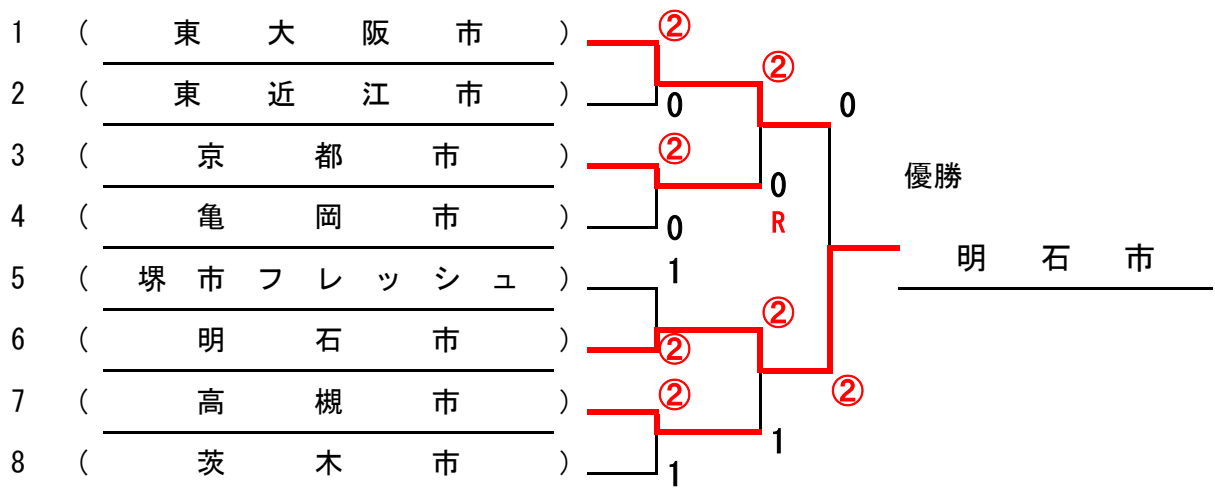 1 ( 東大阪市 ) ②
②
2 ( 東近江市 ) 0
0
3 ( 京都市 ) ②
0
優勝
4 ( 亀岡市 ) 0
R
明石市
5 ( 堺市フレッシュ ) 1
②
6 ( 明石市 ) ②
7 ( 高槻市 ) ②
②
1
8 ( 茨木市 ) 1